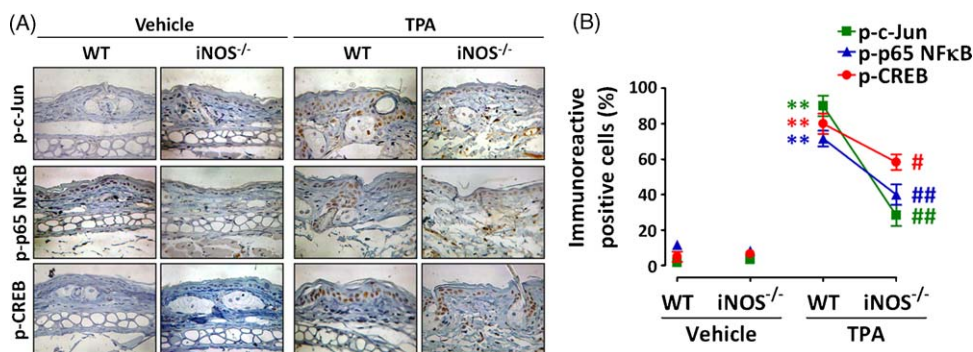 (A)
Vehicle TPA
WT iNOS⁻/⁻ WT iNOS⁻/⁻
p-c-Jun
p-p65 NFκB
p-CREB
(B)
p-c-Jun
p-p65 NFκB
p-CREB
Immunoreactive
positive cells (%)
100
80
60
40
20
0
**
**
**
#
##
##
WT iNOS⁻/⁻ WT iNOS⁻/⁻
Vehicle TPA